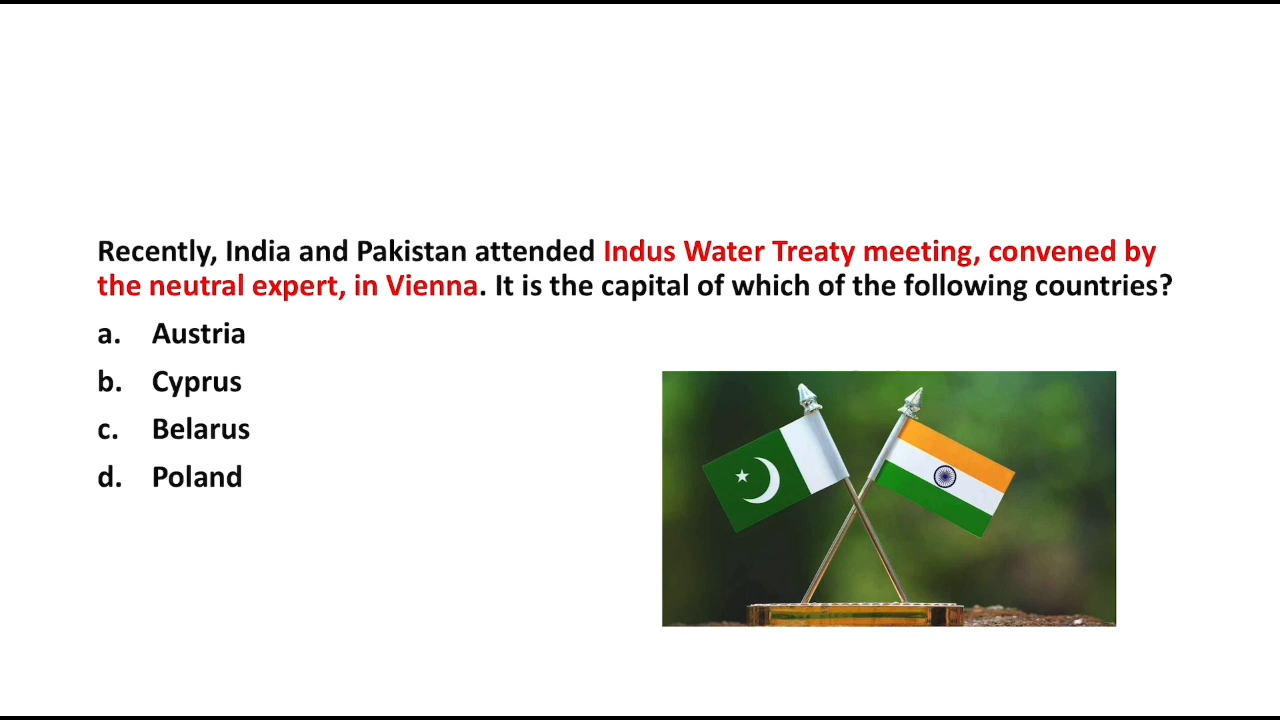 Recently, India and Pakistan attended Indus Water Treaty meeting, convened by
the neutral expert, in Vienna. It is the capital of which of the following countries?
a. Austria
b. Cyprus
c. Belarus
d. Poland